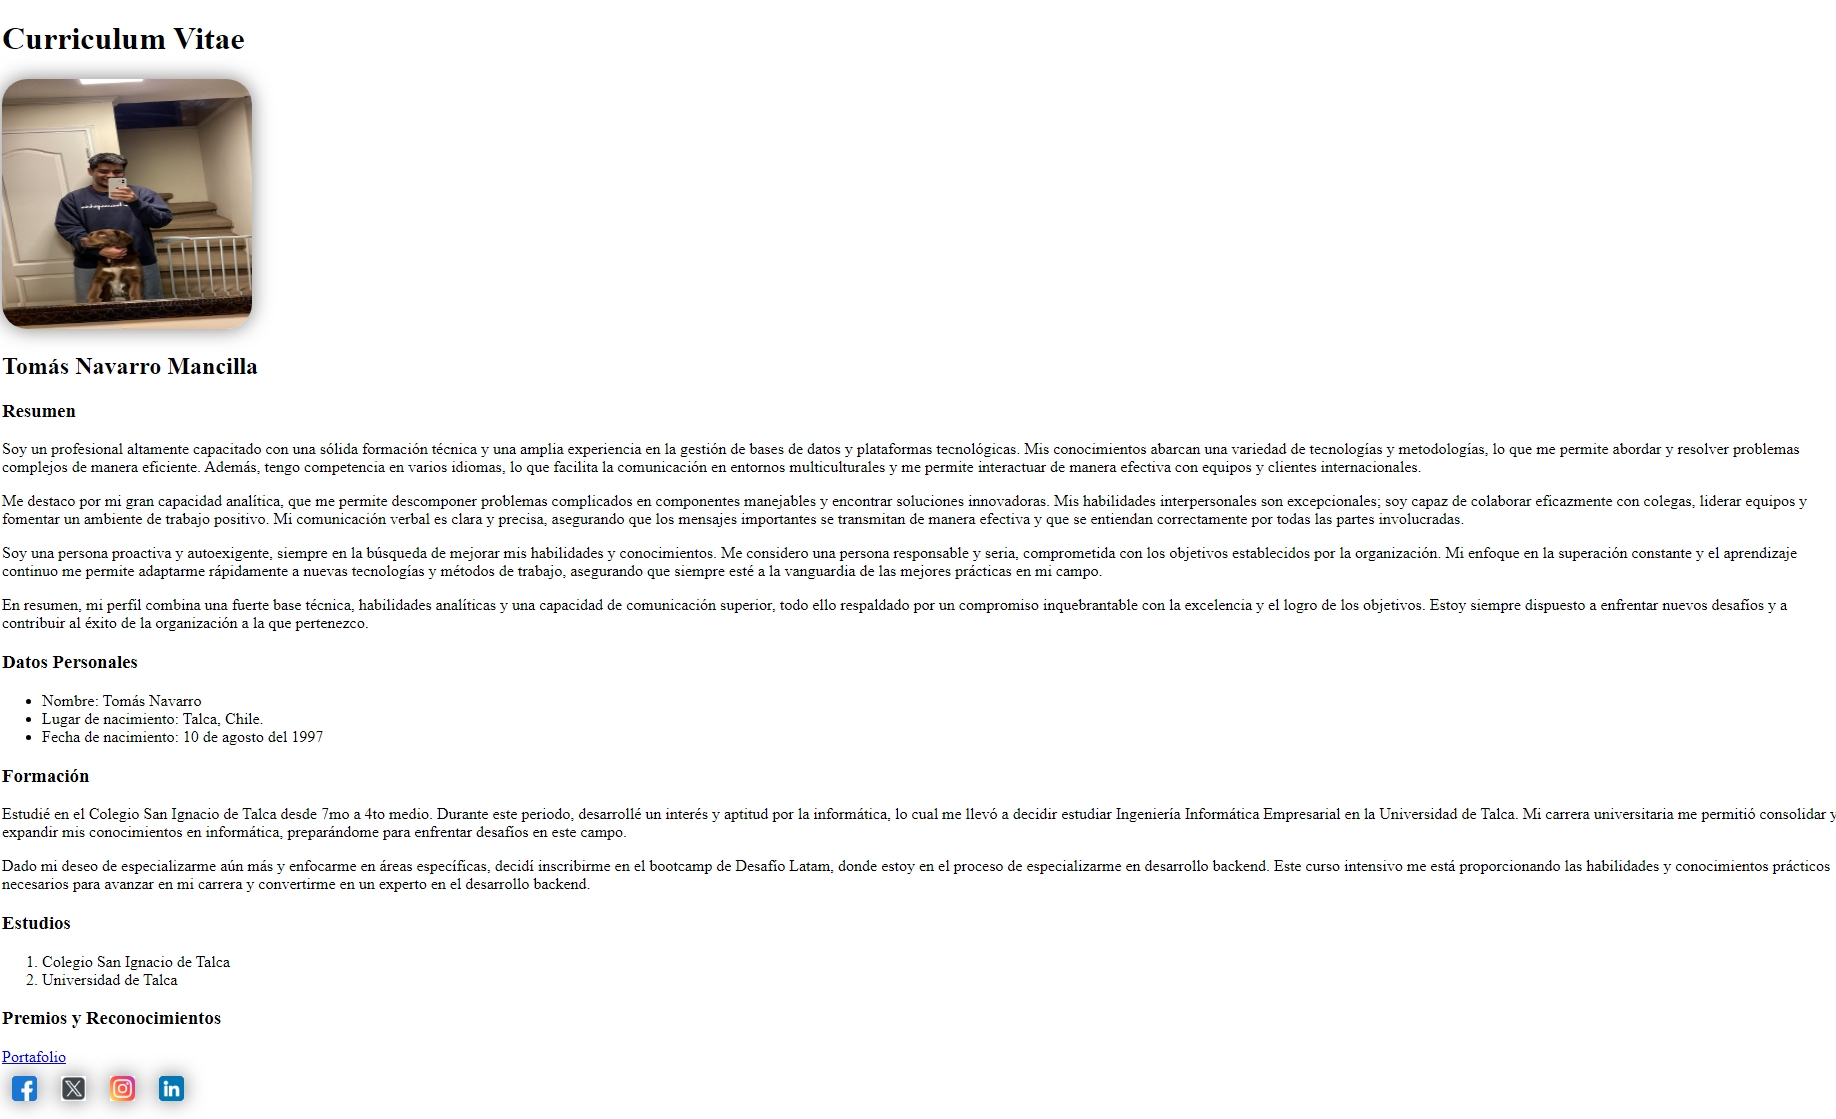 Curriculum Vitae
Tomás Navarro Mancilla
Resumen
Soy un profesional altamente capacitado con una sólida formación técnica y una amplia experiencia en la gestión de bases de datos y plataformas tecnológicas. Mis conocimientos abarcan una variedad de tecnologías y metodologías, lo que me permite abordar y resolver problemas
complejos de manera eficiente. Además, tengo competencia en varios idiomas, lo que facilita la comunicación en entornos multiculturales y me permite interactuar de manera efectiva con equipos y clientes internacionales.
Me destaco por mi gran capacidad analítica, que me permite descomponer problemas complicados en componentes manejables y encontrar soluciones innovadoras. Mis habilidades interpersonales son excepcionales; soy capaz de colaborar eficazmente con colegas, liderar equipos y
fomentar un ambiente de trabajo positivo. Mi comunicación verbal es clara y precisa, asegurando que los mensajes importantes se transmitan de manera efectiva y que se entiendan correctamente por todas las partes involucradas.
Soy una persona proactiva y autoexigente, siempre en la búsqueda de mejorar mis habilidades y conocimientos. Me considero una persona responsable y seria, comprometida con los objetivos establecidos por la organización. Mi enfoque en la superación constante y el aprendizaje
continuo me permite adaptarme rápidamente a nuevas tecnologías y métodos de trabajo, asegurando que siempre esté a la vanguardia de las mejores prácticas en mi campo.
En resumen, mi perfil combina una fuerte base técnica, habilidades analíticas y una capacidad de comunicación superior, todo ello respaldado por un compromiso inquebrantable con la excelencia y el logro de los objetivos. Estoy siempre dispuesto a enfrentar nuevos desafíos y a
contribuir al éxito de la organización a la que pertenezco.
Datos Personales
• Nombre: Tomás Navarro
• Lugar de nacimiento: Talca, Chile.
• Fecha de nacimiento: 10 de agosto del 1997
Formación
Estudié en el Colegio San Ignacio de Talca desde 7mo a 4to medio. Durante este periodo, desarrollé un interés y aptitud por la informática, lo cual me llevó a decidir estudiar Ingeniería Informática Empresarial en la Universidad de Talca. Mi carrera universitaria me permitió consolidar y
expandir mis conocimientos en informática, preparándome para enfrentar desafíos en este campo.
Dado mi deseo de especializarme aún más y enfocarme en áreas específicas, decidí inscribirme en el bootcamp de Desafío Latam, donde estoy en el proceso de especializarme en desarrollo backend. Este curso intensivo me está proporcionando las habilidades y conocimientos prácticos
necesarios para avanzar en mi carrera y convertirme en un experto en el desarrollo backend.
Estudios
1. Colegio San Ignacio de Talca
2. Universidad de Talca
Premios y Reconocimientos
Portafolio